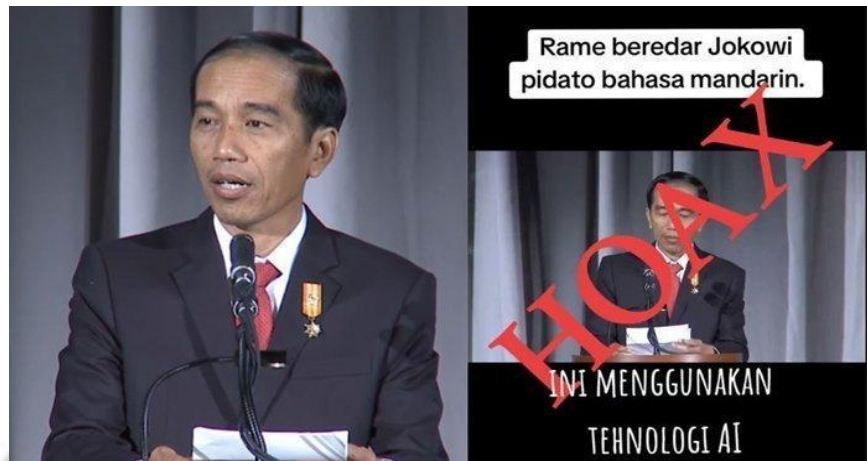 Rame beredar Jokowi
pidato bahasa mandarin.
HOAX
INI MENGGUNAKAN
TEHNOLOGI AI